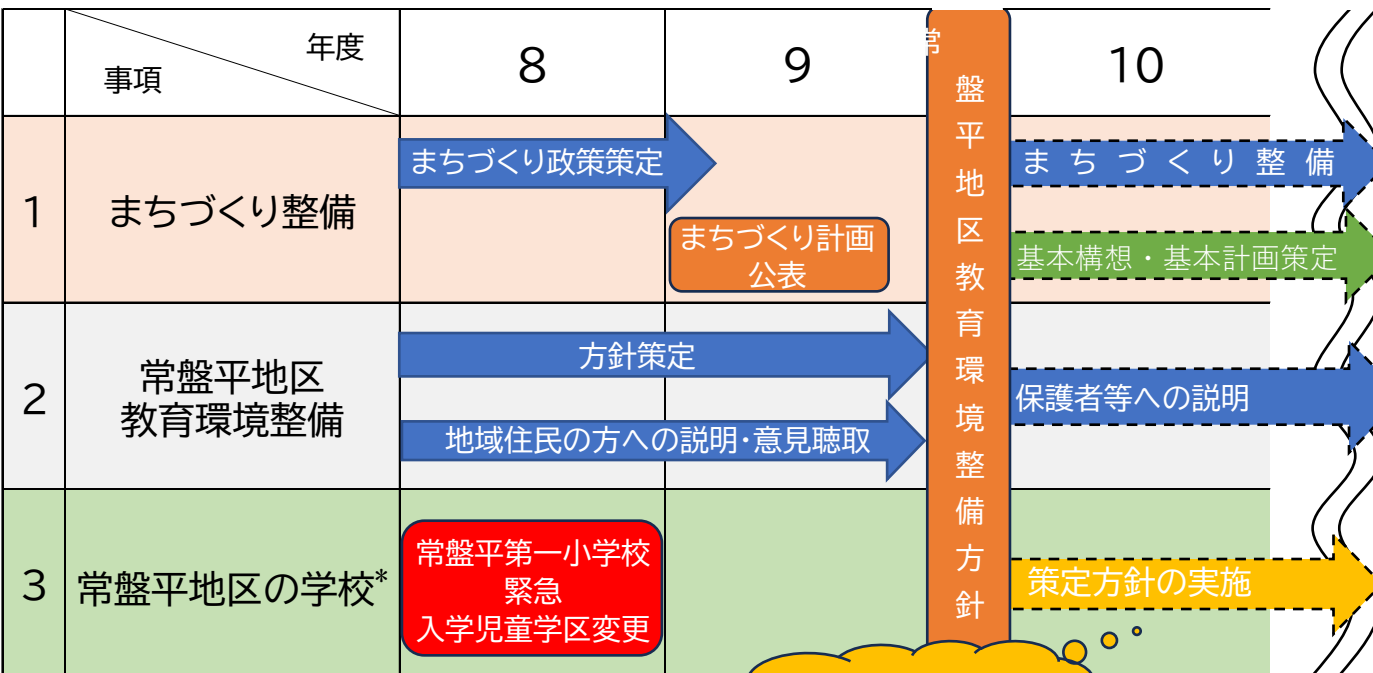 年度
事項
8
9
10
1
まちづくり整備
まちづくり政策策定
まちづくり計画
公表
まちづくり整備
基本構想・基本計画策定
2
常盤平地区
教育環境整備
方針策定
地域住民の方への説明・意見聴取
保護者等への説明
3
常盤平地区の学校*
常盤平第一小学校
緊急
入学児童学区変更
策定方針の実施
常盤平地区教育環境整備方針